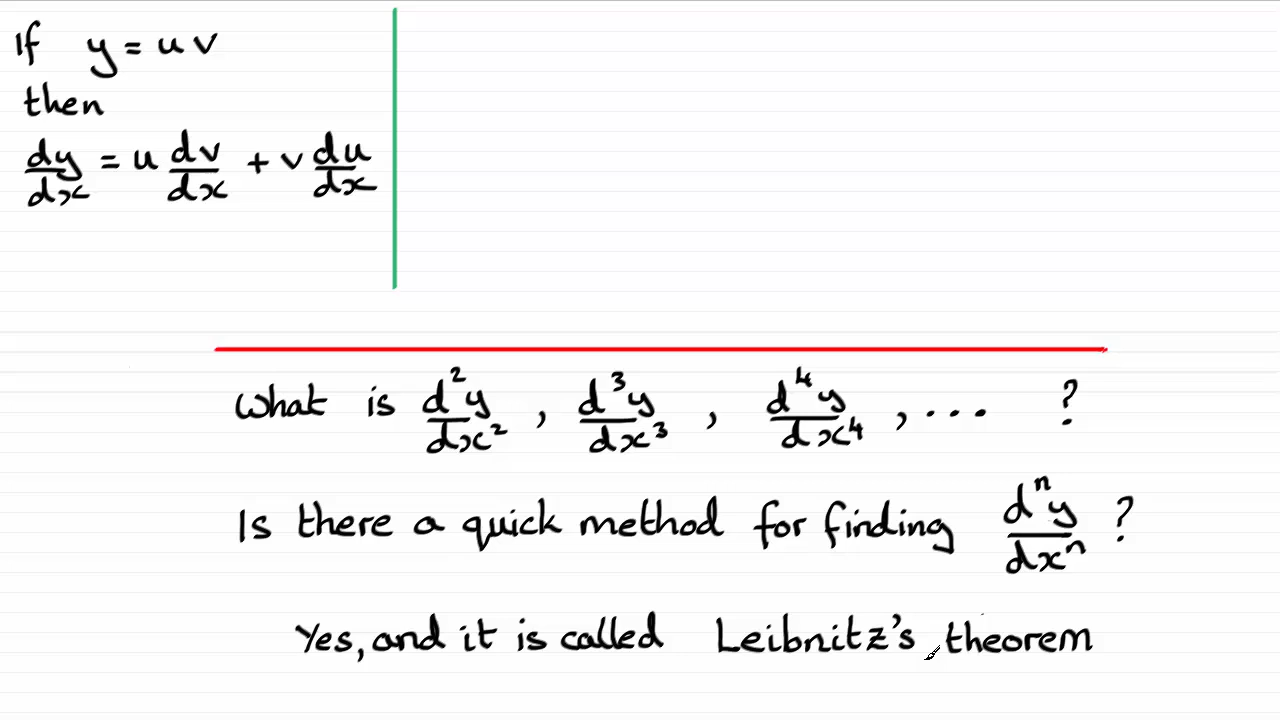 If y = uv
then
dy/dx = u dv/dx + v du/dx
What is d²y/dx², d³y/dx³, d⁴y/dx⁴, ... ?
Is there a quick method for finding dⁿy/dxⁿ ?
Yes, and it is called Leibnitz's theorem